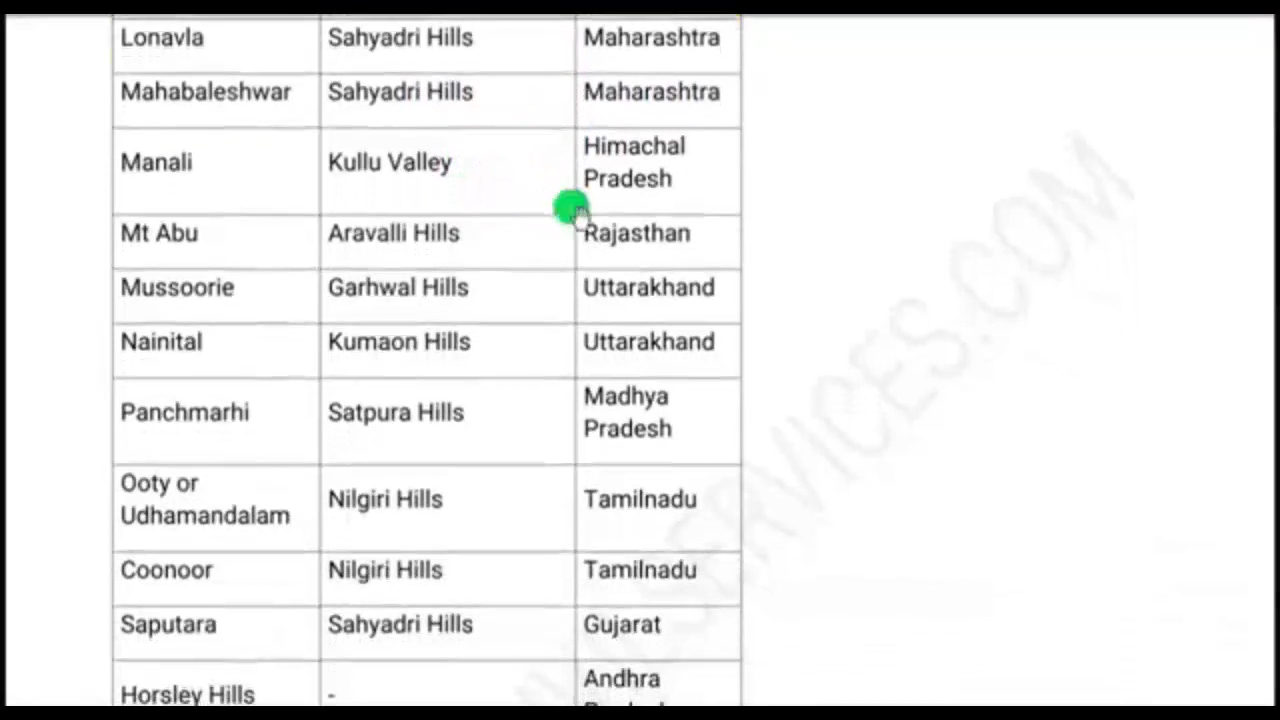 Lonavla Sahyadri Hills Maharashtra
Mahabaleshwar Sahyadri Hills Maharashtra
Manali Kullu Valley Himachal
Pradesh
Mt Abu Aravalli Hills Rajasthan
Mussoorie Garhwal Hills Uttarakhand
Nainital Kumaon Hills Uttarakhand
Panchmarhi Satpura Hills Madhya
Pradesh
Ooty or
Udhamandalam Nilgiri Hills Tamilnadu
Coonoor Nilgiri Hills Tamilnadu
Saputara Sahyadri Hills Gujarat
Horsley Hills - Andhra
SERVICES.COM